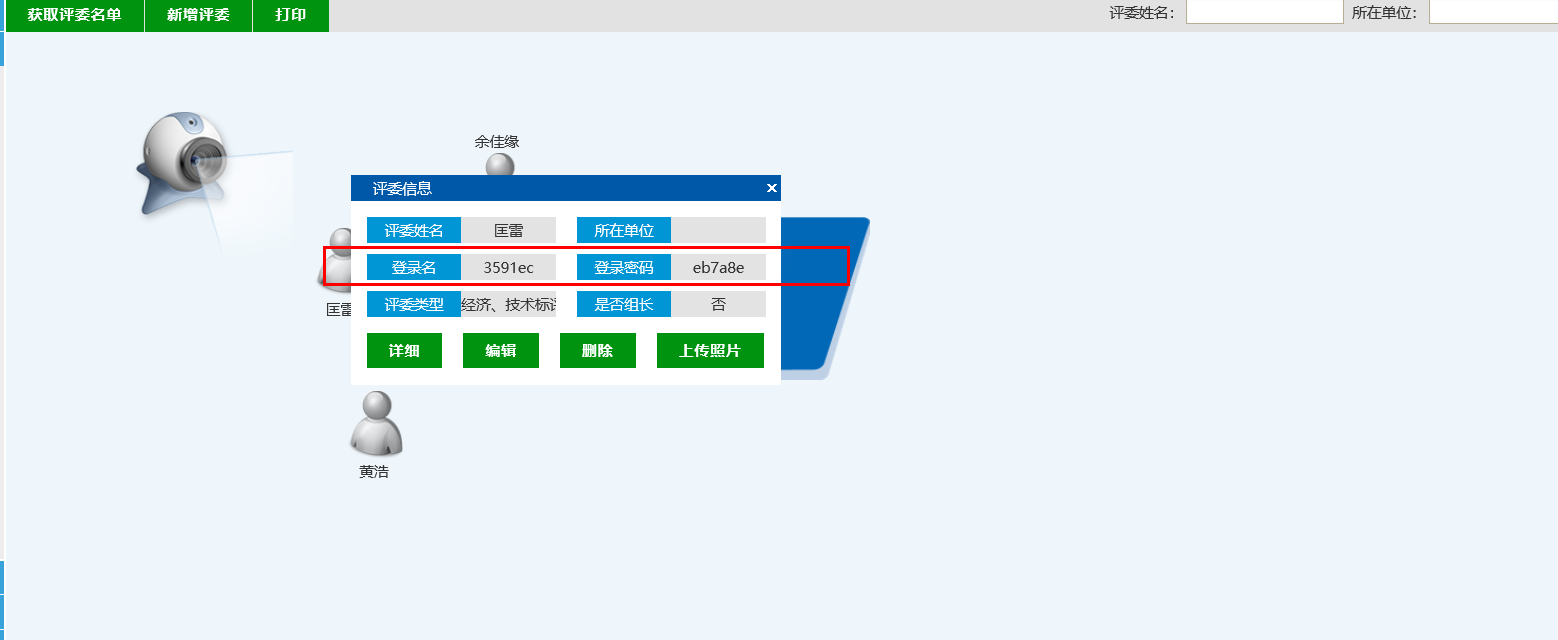 获取评委名单 新增评委 打印 评委姓名： 所在单位：
余佳缘
评委信息
评委姓名 匡雷 所在单位
登录名 3591ec 登录密码 eb7a8e
评委类型 经济、技术标评 是否组长 否
匡雷
详细 编辑 删除 上传照片
黄浩